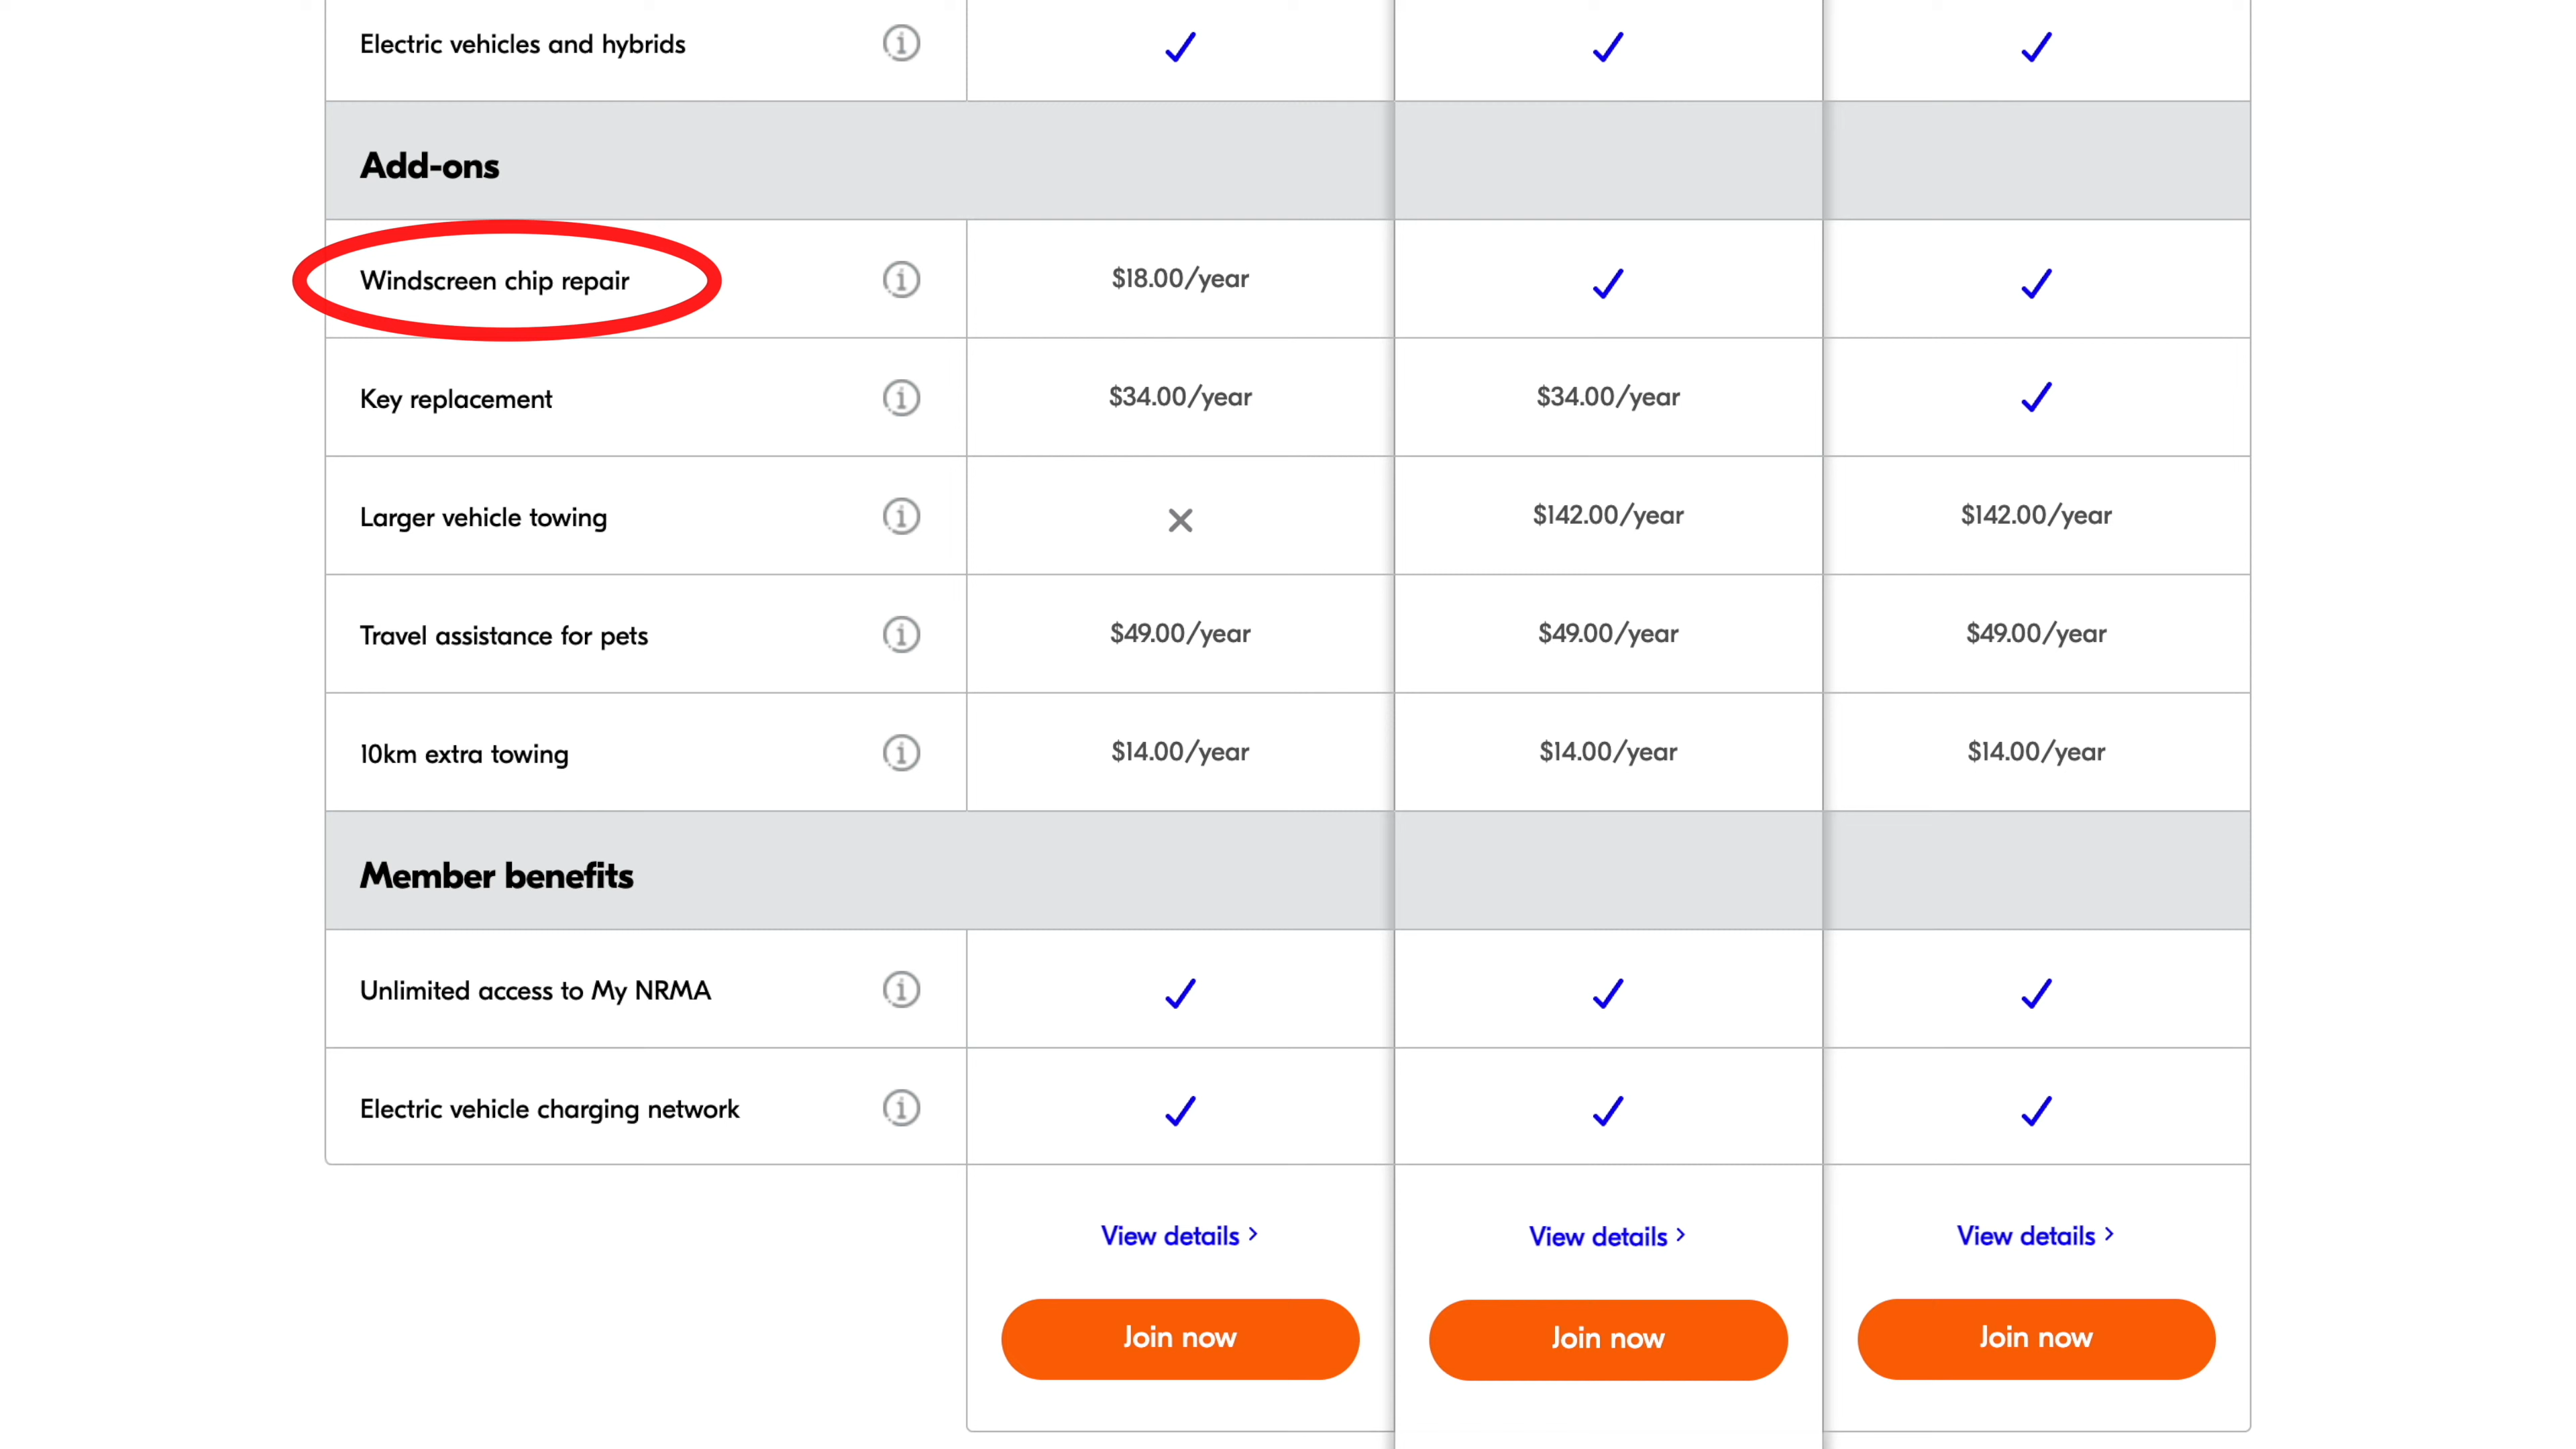 Electric vehicles and hybrids
Add-ons
Windscreen chip repair $18.00/year
Key replacement $34.00/year $34.00/year
Larger vehicle towing $142.00/year $142.00/year
Travel assistance for pets $49.00/year $49.00/year $49.00/year
10km extra towing $14.00/year $14.00/year $14.00/year
Member benefits
Unlimited access to My NRMA
Electric vehicle charging network
View details > View details > View details >
Join now Join now Join now